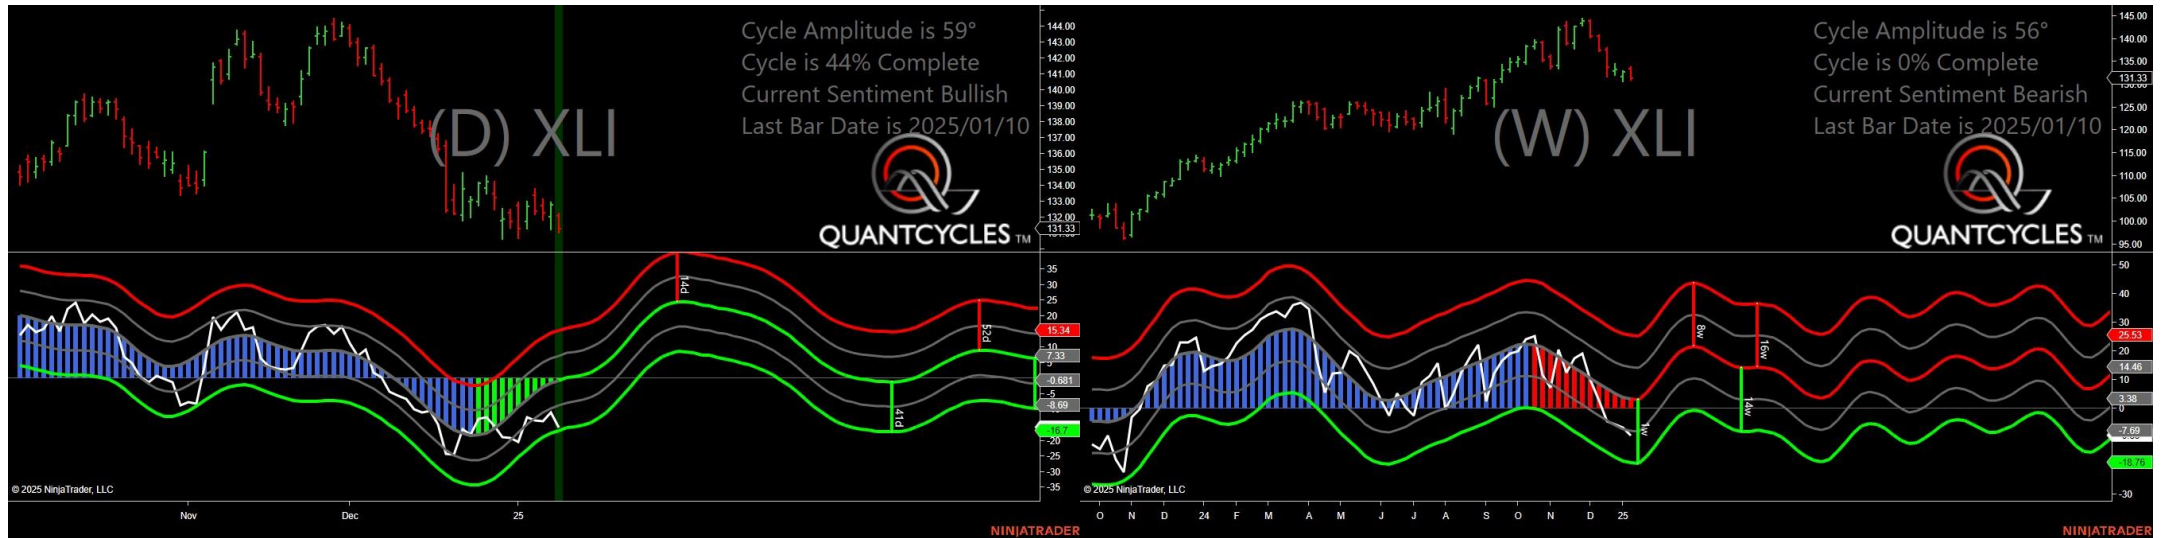 Cycle Amplitude is 59°
Cycle is 44% Complete
Current Sentiment Bullish
Last Bar Date is 2025/01/10
(D) XLI
QUANTCYCLES TM
144.00
143.00
142.00
141.00
140.00
139.00
138.00
137.00
136.00
135.00
134.00
133.00
132.00
131.33
14d
52d
41d
35
30
25
20
15.34
10
7.33
5
-0.681
-5
-8.69
-16.7
-20
-25
-30
-35
© 2025 NinjaTrader, LLC
Nov
Dec
25
NINJATRADER
Cycle Amplitude is 56°
Cycle is 0% Complete
Current Sentiment Bearish
Last Bar Date is 2025/01/10
(W) XLI
QUANTCYCLES TM
145.00
140.00
135.00
131.33
125.00
120.00
115.00
110.00
105.00
100.00
95.00
8w
16w
14w
1w
50
40
30
25.53
20
14.46
10
3.38
0
-7.69
-18.76
-30
© 2025 NinjaTrader, LLC
O N D 24 F M A M J J A S O N D 25
NINJATRADER